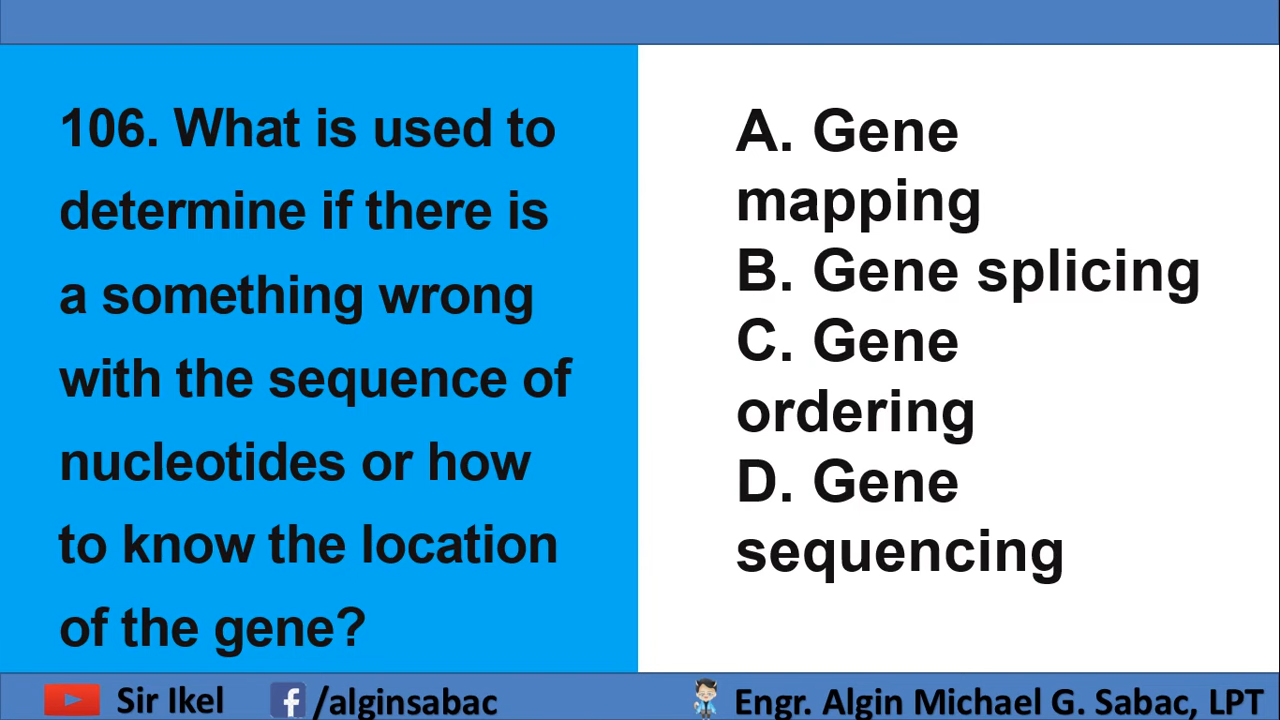 106. What is used to
determine if there is
a something wrong
with the sequence of
nucleotides or how
to know the location
of the gene?
A. Gene
mapping
B. Gene splicing
C. Gene
ordering
D. Gene
sequencing
Sir Ikel
f /alginsabac
Engr. Algin Michael G. Sabac, LPT